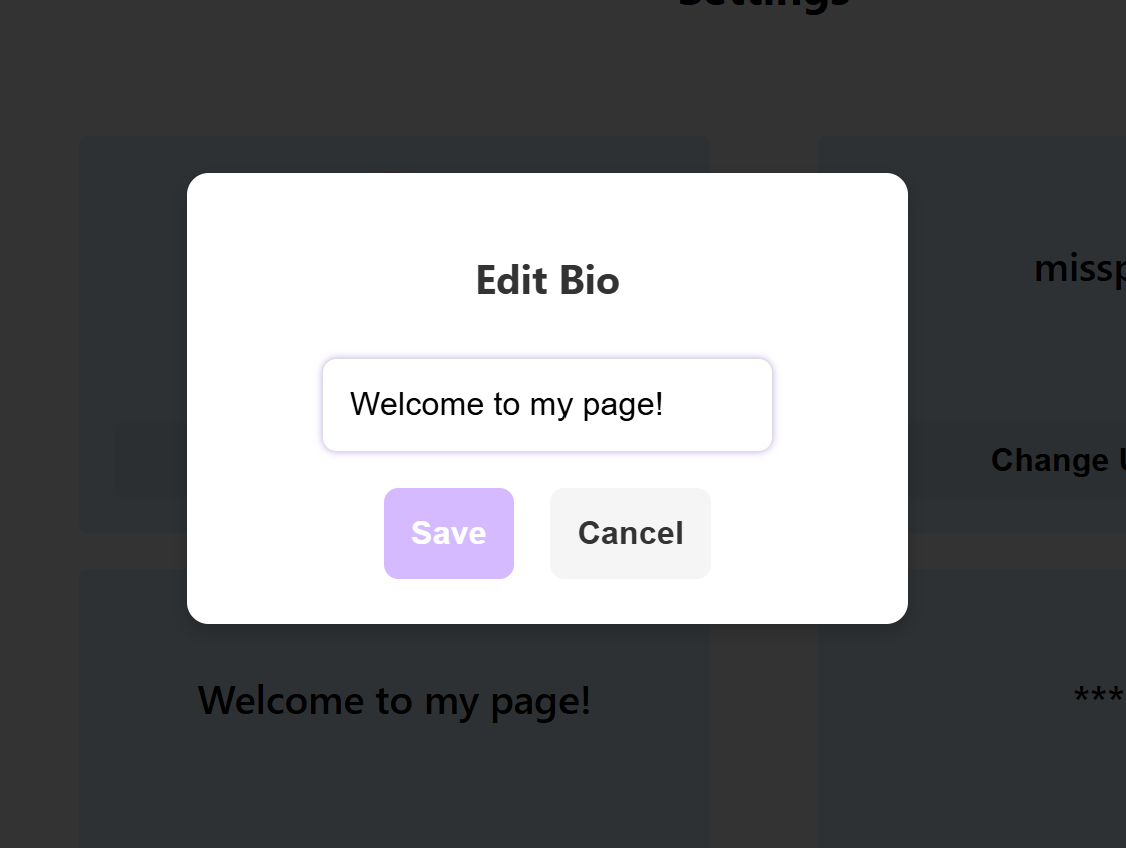 Settings
missp
Edit Bio
Welcome to my page!
Change U
Save Cancel
Welcome to my page!
***